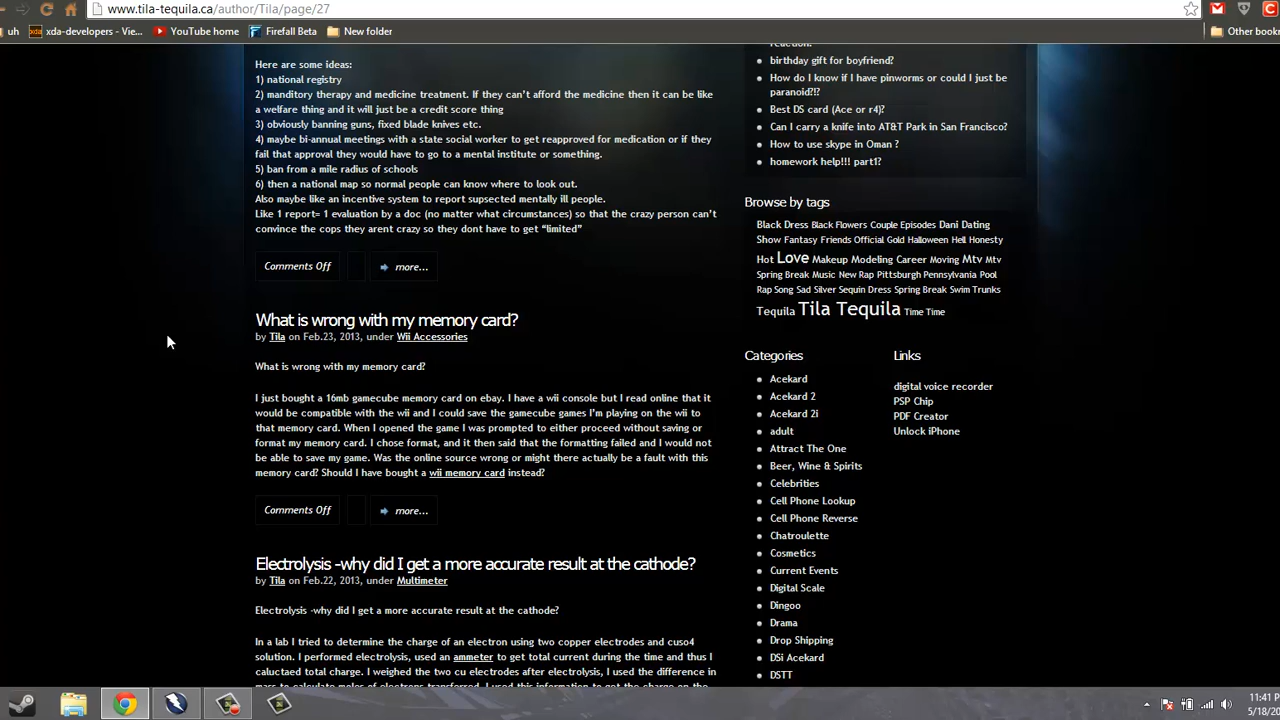 www.tila-tequila.ca/author/Tila/page/27
uh
xda-developers - Vie...
YouTube home
Firefall Beta
New folder
Other bookr
Here are some ideas:
1) national registry
2) manditory therapy and medicine treatment. If they can't afford the medicine then it can be like
a welfare thing and it will just be a credit score thing
3) obviously banning guns, fixed blade knives etc.
4) maybe bi-annual meetings with a state social worker to get reapproved for medication or if they
fail that approval they would have to go to a mental institute or something.
5) ban from a mile radius of schools
6) then a national map so normal people can know where to look out.
Also maybe like an incentive system to report supsected mentally ill people.
Like 1 report= 1 evaluation by a doc (no matter what circumstances) so that the crazy person can't
convince the cops they arent crazy so they dont have to get "limited"
Comments Off
more...
What is wrong with my memory card?
by Tila on Feb.23, 2013, under Wii Accessories
What is wrong with my memory card?
I just bought a 16mb gamecube memory card on ebay. I have a wii console but I read online that it
would be compatible with the wii and I could save the gamecube games I'm playing on the wii to
that memory card. When I opened the game I was prompted to either proceed without saving or
format my memory card. I chose format, and it then said that the formatting failed and I would not
be able to save my game. Was the online source wrong or might there actually be a fault with this
memory card? Should I have bought a wii memory card instead?
Comments Off
more...
Electrolysis -why did I get a more accurate result at the cathode?
by Tila on Feb.22, 2013, under Multimeter
Electrolysis -why did I get a more accurate result at the cathode?
In a lab I tried to determine the charge of an electron using two copper electrodes and cuso4
solution. I performed electrolysis, used an ammeter to get total current during the time and thus I
caluctaed total charge. I weighed the two cu electrodes after electrolysis, I used the difference in
mass to calculate moles of electrons transferred. I used this information to get the charge on the
reaction?
birthday gift for boyfriend?
How do I know if I have pinworms or could I just be
paranoid?!?
Best DS card (Ace or r4)?
Can I carry a knife into AT&T Park in San Francisco?
How to use skype in Oman ?
homework help!!! part1?
Browse by tags
Black Dress Black Flowers Couple Episodes Dani Dating
Show Fantasy Friends Official Gold Halloween Hell Honesty
Hot Love Makeup Modeling Career Moving Mtv Mtv
Spring Break Music New Rap Pittsburgh Pennsylvania Pool
Rap Song Sad Silver Sequin Dress Spring Break Swim Trunks
Tequila Tila Tequila Time Time
Categories
Acekard
Acekard 2
Acekard 2i
adult
Attract The One
Beer, Wine & Spirits
Celebrities
Cell Phone Lookup
Cell Phone Reverse
Chatroulette
Cosmetics
Current Events
Digital Scale
Dingoo
Drama
Drop Shipping
DSi Acekard
DSTT
Links
digital voice recorder
PSP Chip
PDF Creator
Unlock iPhone
11:41 P
5/18/20